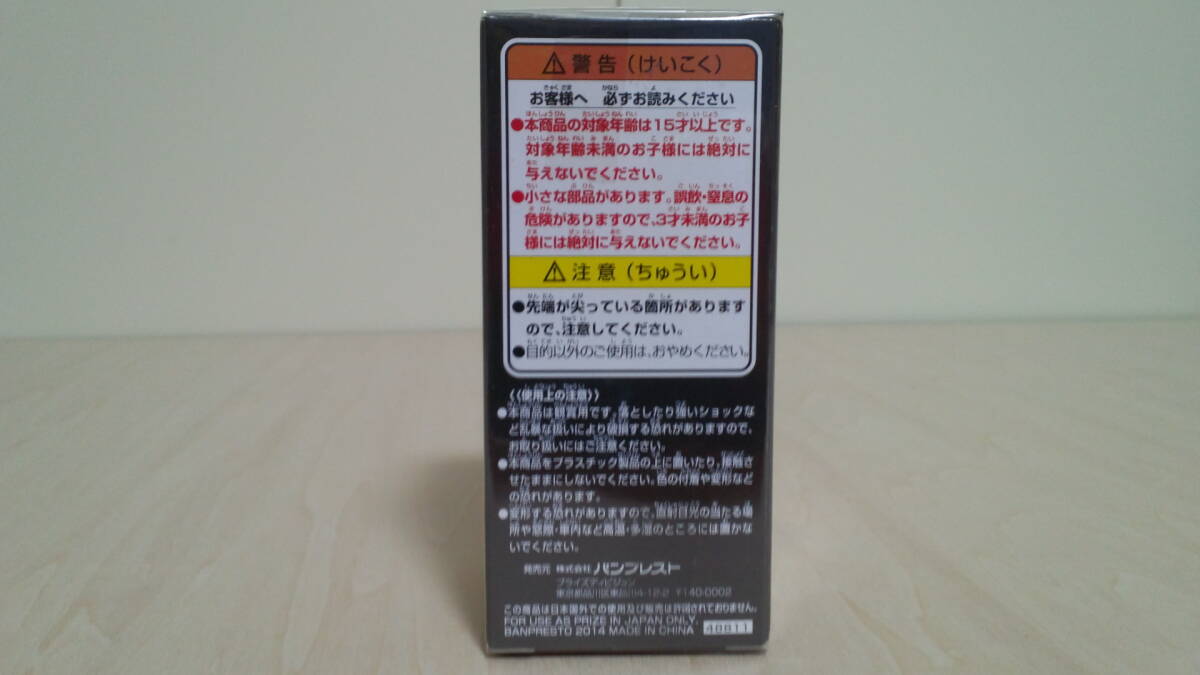 ⚠ 警告（けいこく）
お客様へ 必ずお読みください
●本商品の対象年齢は15才以上です。
対象年齢未満のお子様には絶対に
与えないでください。
●小さな部品があります。誤飲・窒息の
危険がありますので、3才未満のお子
様には絶対に与えないでください。
⚠ 注意（ちゅうい）
●先端が尖っている箇所があります
ので、注意してください。
●目的以外のご使用は、おやめください。
《使用上の注意》
●本商品は観賞用です。落としたり強いショックな
ど乱暴な扱いにより破損する恐れがありますので、
お取り扱いにはご注意ください。
●本商品をプラスチック製品の上に置いたり、接触さ
せたままにしないでください。色の付着や変形など
の恐れがあります。
●変形する恐れがありますので、直射日光の当たる場
所や窓際・車内など高温・多湿のところには置かな
いでください。
発売元 株式会社 バンプレスト
プライズディビジョン
東京都品川区東品川4-12-2 〒140-0002
この商品は日本国外での使用及び販売は許諾されておりません。
FOR USE AS PRIZE IN JAPAN ONLY.
BANPRESTO 2014 MADE IN CHINA
48811